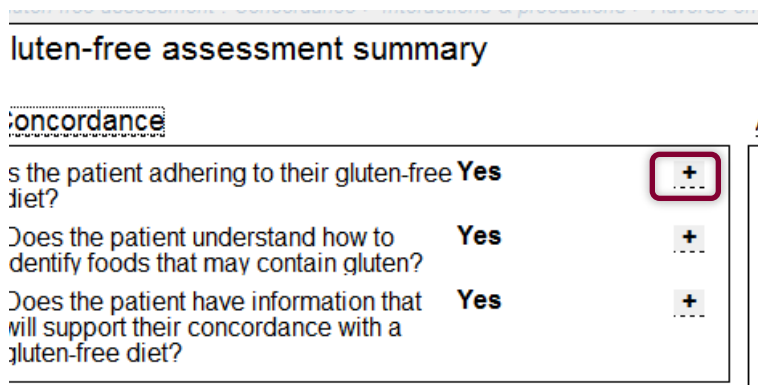 luten-free assessment summary
oncordance
s the patient adhering to their gluten-free Yes +
diet?
Does the patient understand how to Yes +
dentify foods that may contain gluten?
Does the patient have information that Yes +
will support their concordance with a
gluten-free diet?